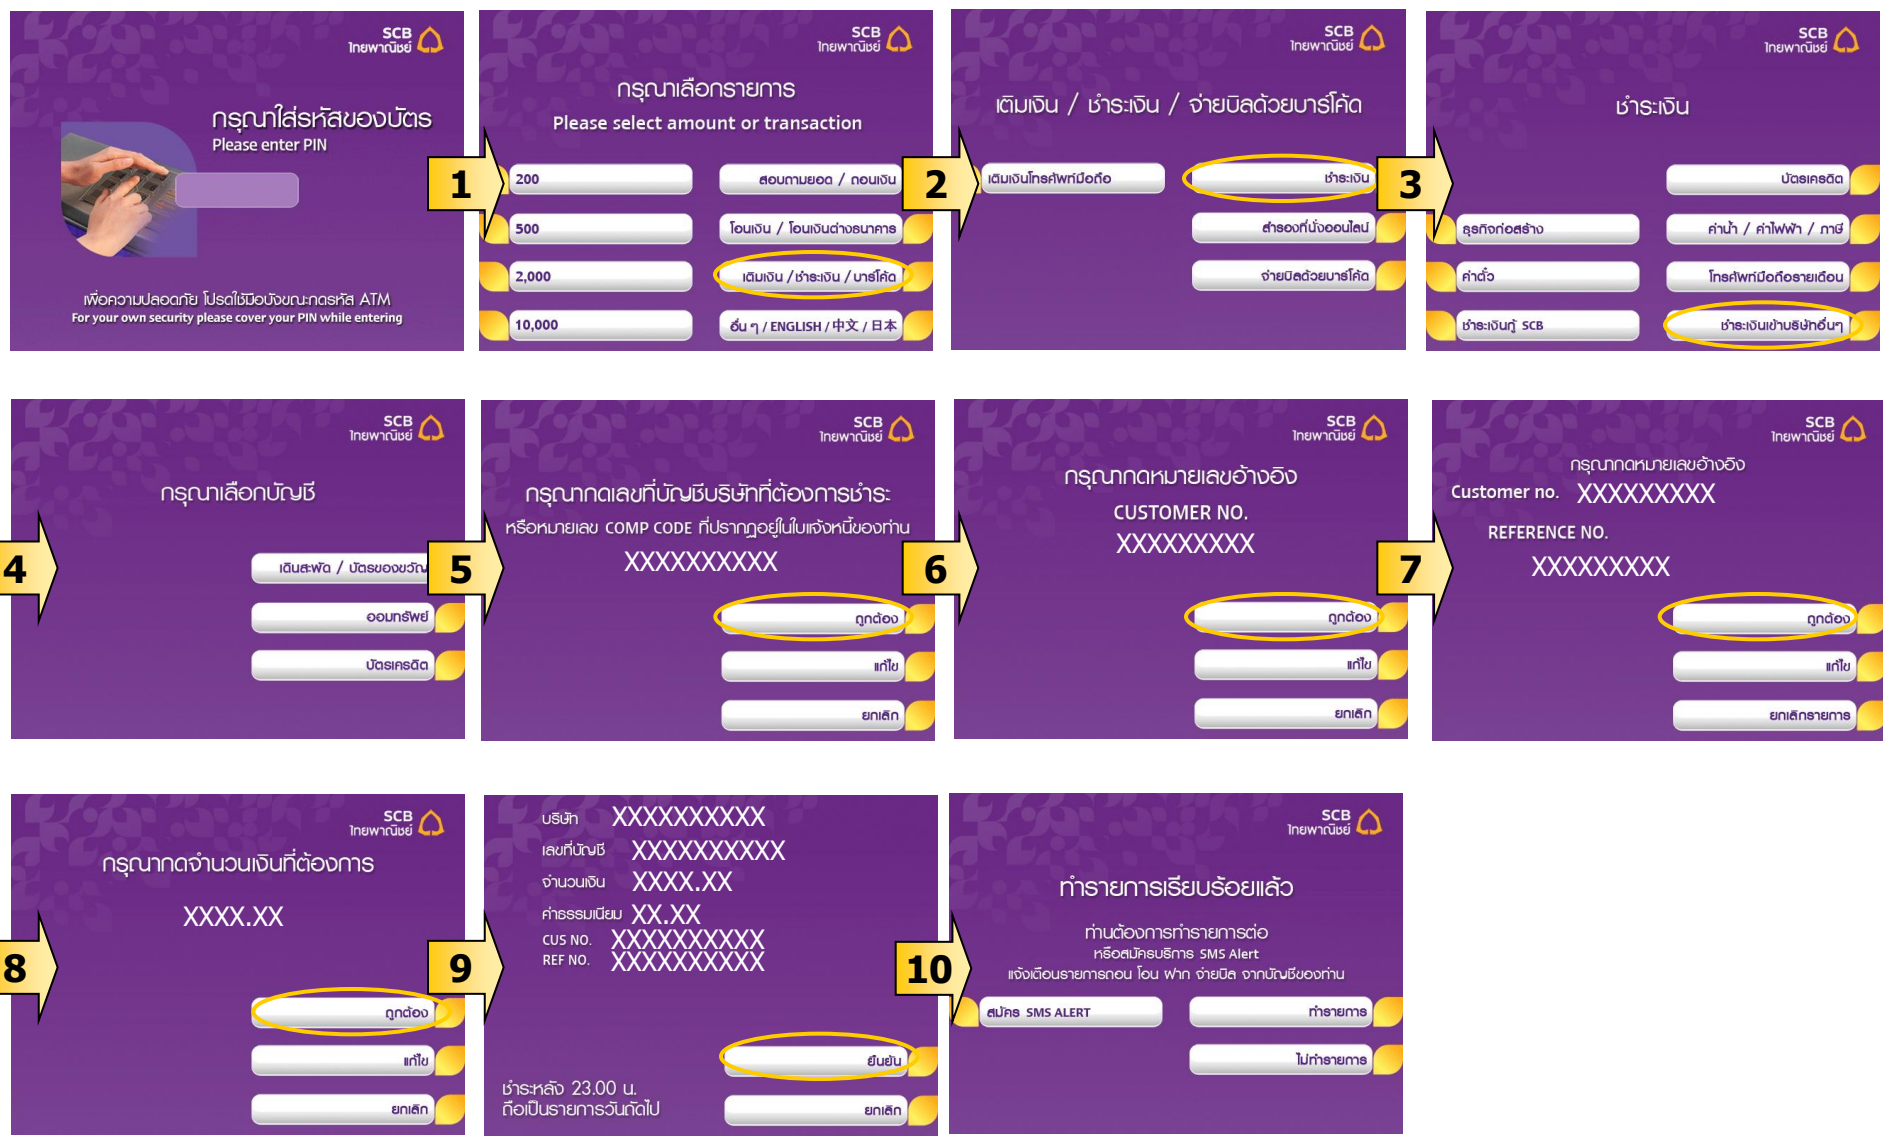 SCB
ไทยพาณิชย์
กรุณาใส่รหัสของบัตร
Please enter PIN
เพื่อความปลอดภัย โปรดใช้มือบังขณะกดรหัส ATM
For your own security please cover your PIN while entering
1
SCB
ไทยพาณิชย์
กรุณาเลือกรายการ
Please select amount or transaction
200
สอบถามยอด / ถอนเงิน
500
โอนเงิน / โอนเงินต่างธนาคาร
2,000
เติมเงิน / ชำระเงิน / บาร์โค้ด
10,000
อื่น ๆ / ENGLISH / 中文 / 日本
2
SCB
ไทยพาณิชย์
เติมเงิน / ชำระเงิน / จ่ายบิลด้วยบาร์โค้ด
เติมเงินโทรศัพท์มือถือ
ชำระเงิน
สำรองที่นั่งออนไลน์
จ่ายบิลด้วยบาร์โค้ด
3
SCB
ไทยพาณิชย์
ชำระเงิน
บัตรเครดิต
ธุรกิจก่อสร้าง
ค่าน้ำ / ค่าไฟฟ้า / ภาษี
ค่าตั๋ว
โทรศัพท์มือถือรายเดือน
ชำระเงินกู้ SCB
ชำระเงินเข้าบริษัทอื่นๆ
4
SCB
ไทยพาณิชย์
กรุณาเลือกบัญชี
เดินสะพัด / บัตรของขวัญ
ออมทรัพย์
บัตรเครดิต
5
SCB
ไทยพาณิชย์
กรุณากดเลขที่บัญชีบริษัทที่ต้องการชำระ
หรือหมายเลข COMP CODE ที่ปรากฏอยู่ในใบแจ้งหนี้ของท่าน
XXXXXXXXXX
ถูกต้อง
แก้ไข
ยกเลิก
6
SCB
ไทยพาณิชย์
กรุณากดหมายเลขอ้างอิง
CUSTOMER NO.
XXXXXXXXX
ถูกต้อง
แก้ไข
ยกเลิก
7
SCB
ไทยพาณิชย์
กรุณากดหมายเลขอ้างอิง
Customer no. XXXXXXXXX
REFERENCE NO.
XXXXXXXXX
ถูกต้อง
แก้ไข
ยกเลิกรายการ
8
SCB
ไทยพาณิชย์
กรุณากดจำนวนเงินที่ต้องการ
XXXX.XX
ถูกต้อง
แก้ไข
ยกเลิก
9
บริษัท XXXXXXXXXX
เลขที่บัญชี XXXXXXXXXX
จำนวนเงิน XXXX.XX
ค่าธรรมเนียม XX.XX
CUS NO. XXXXXXXXXX
REF NO. XXXXXXXXXX
ยืนยัน
ชำระหลัง 23.00 น.
ถือเป็นรายการวันถัดไป
ยกเลิก
10
SCB
ไทยพาณิชย์
ทำรายการเรียบร้อยแล้ว
ท่านต้องการทำรายการต่อ
หรือสมัครบริการ SMS Alert
แจ้งเตือนรายการถอน โอน ฝาก จ่ายบิล จากบัญชีของท่าน
สมัคร SMS ALERT
ทำรายการ
ไม่ทำรายการ